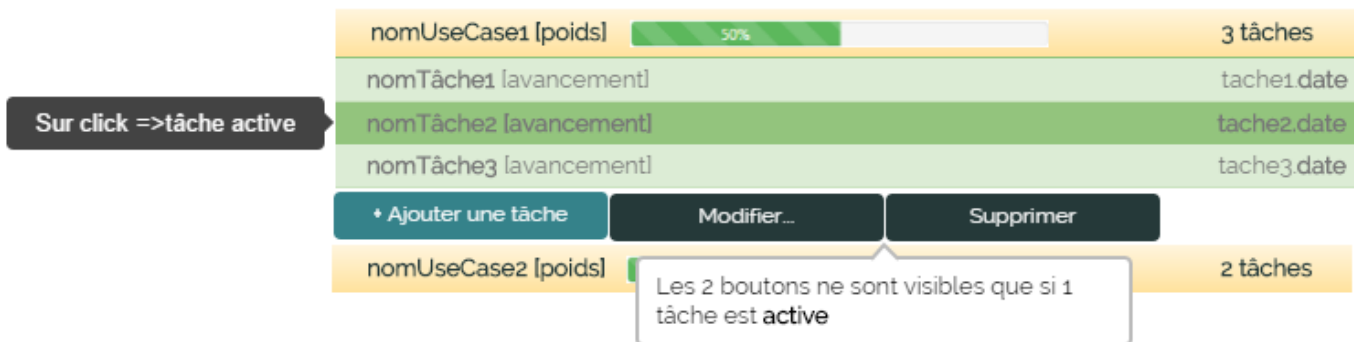 nomUseCase1 [poids] 50% 3 tâches
nomTâche1 [avancement] tache1.date
Sur click =>tâche active
nomTâche2 [avancement] tache2.date
nomTâche3 [avancement] tache3.date
+ Ajouter une tâche Modifier... Supprimer
nomUseCase2 [poids] 2 tâches
Les 2 boutons ne sont visibles que si 1
tâche est active